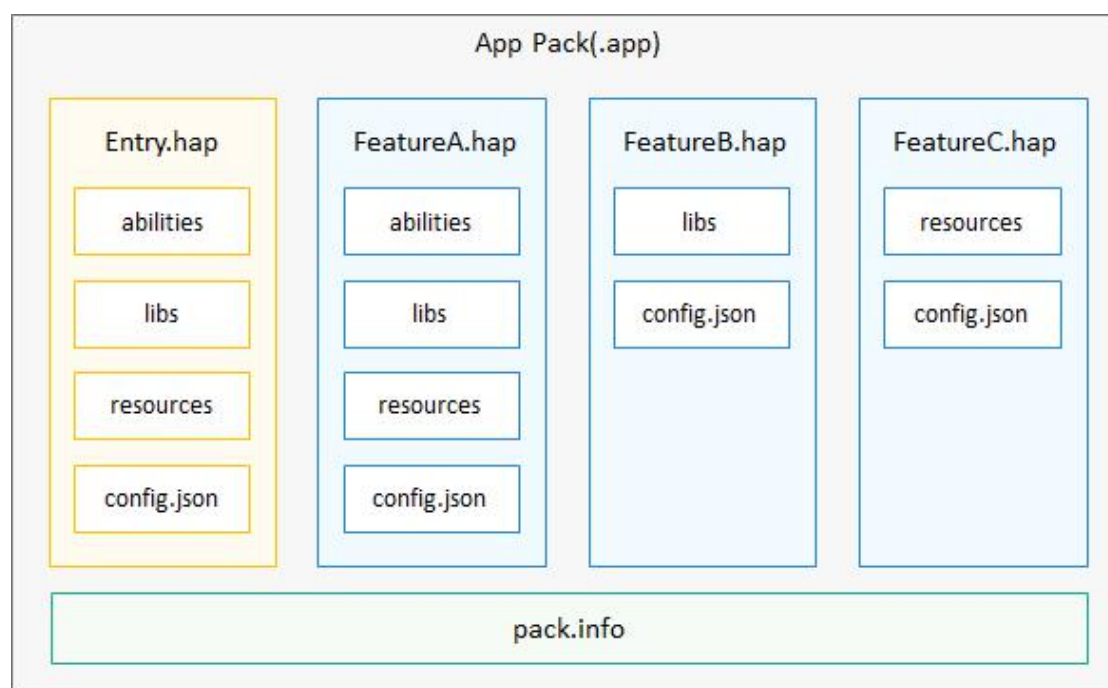 App Pack(.app)
Entry.hap
abilities
libs
resources
config.json
FeatureA.hap
abilities
libs
resources
config.json
FeatureB.hap
libs
config.json
FeatureC.hap
resources
config.json
pack.info